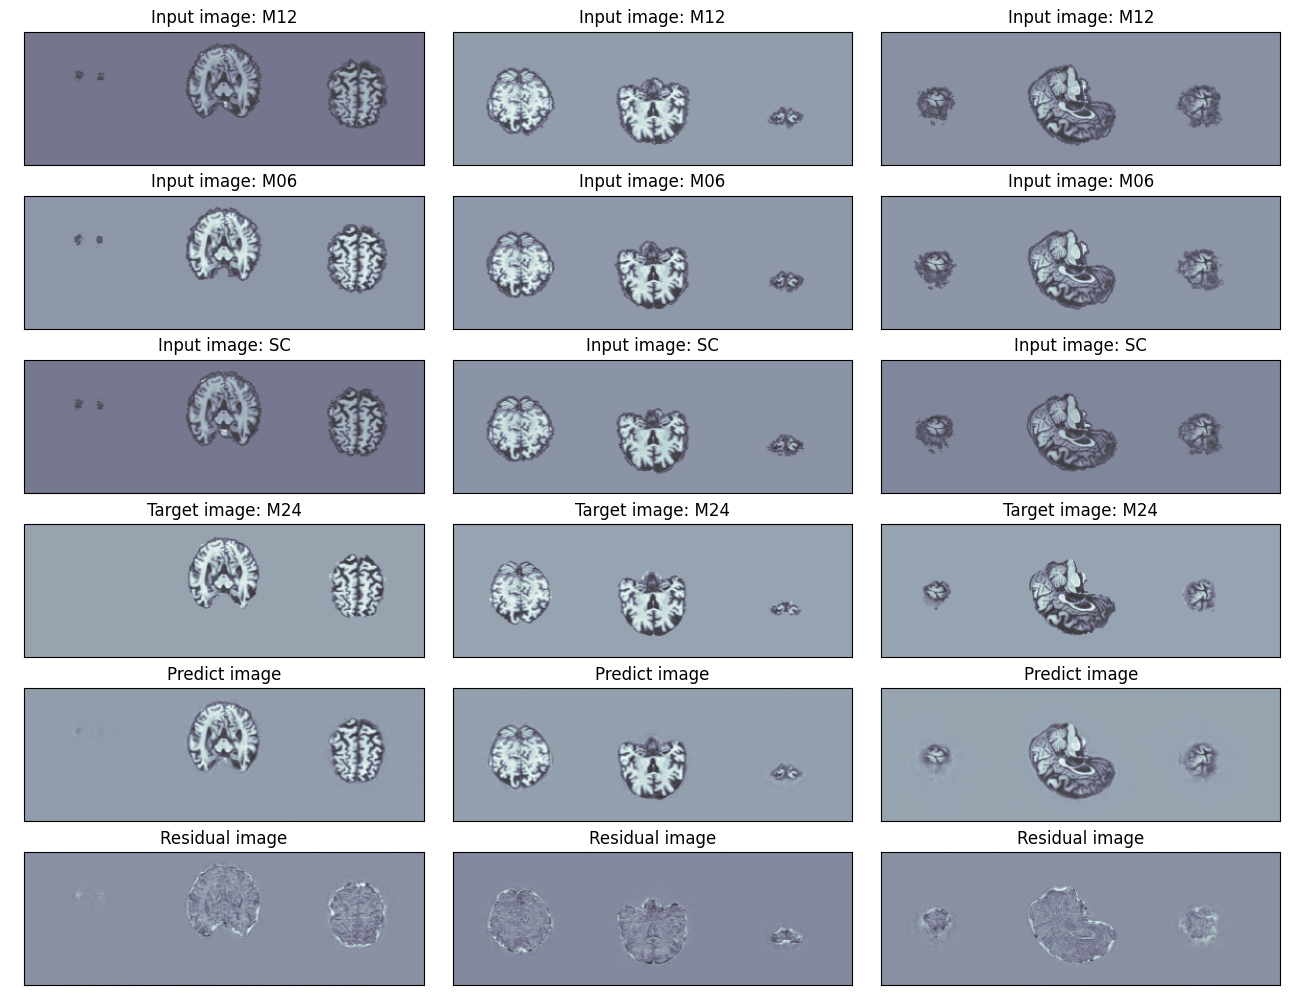 Input image: M12 Input image: M12 Input image: M12
Input image: M06 Input image: M06 Input image: M06
Input image: SC Input image: SC Input image: SC
Target image: M24 Target image: M24 Target image: M24
Predict image Predict image Predict image
Residual image Residual image Residual image